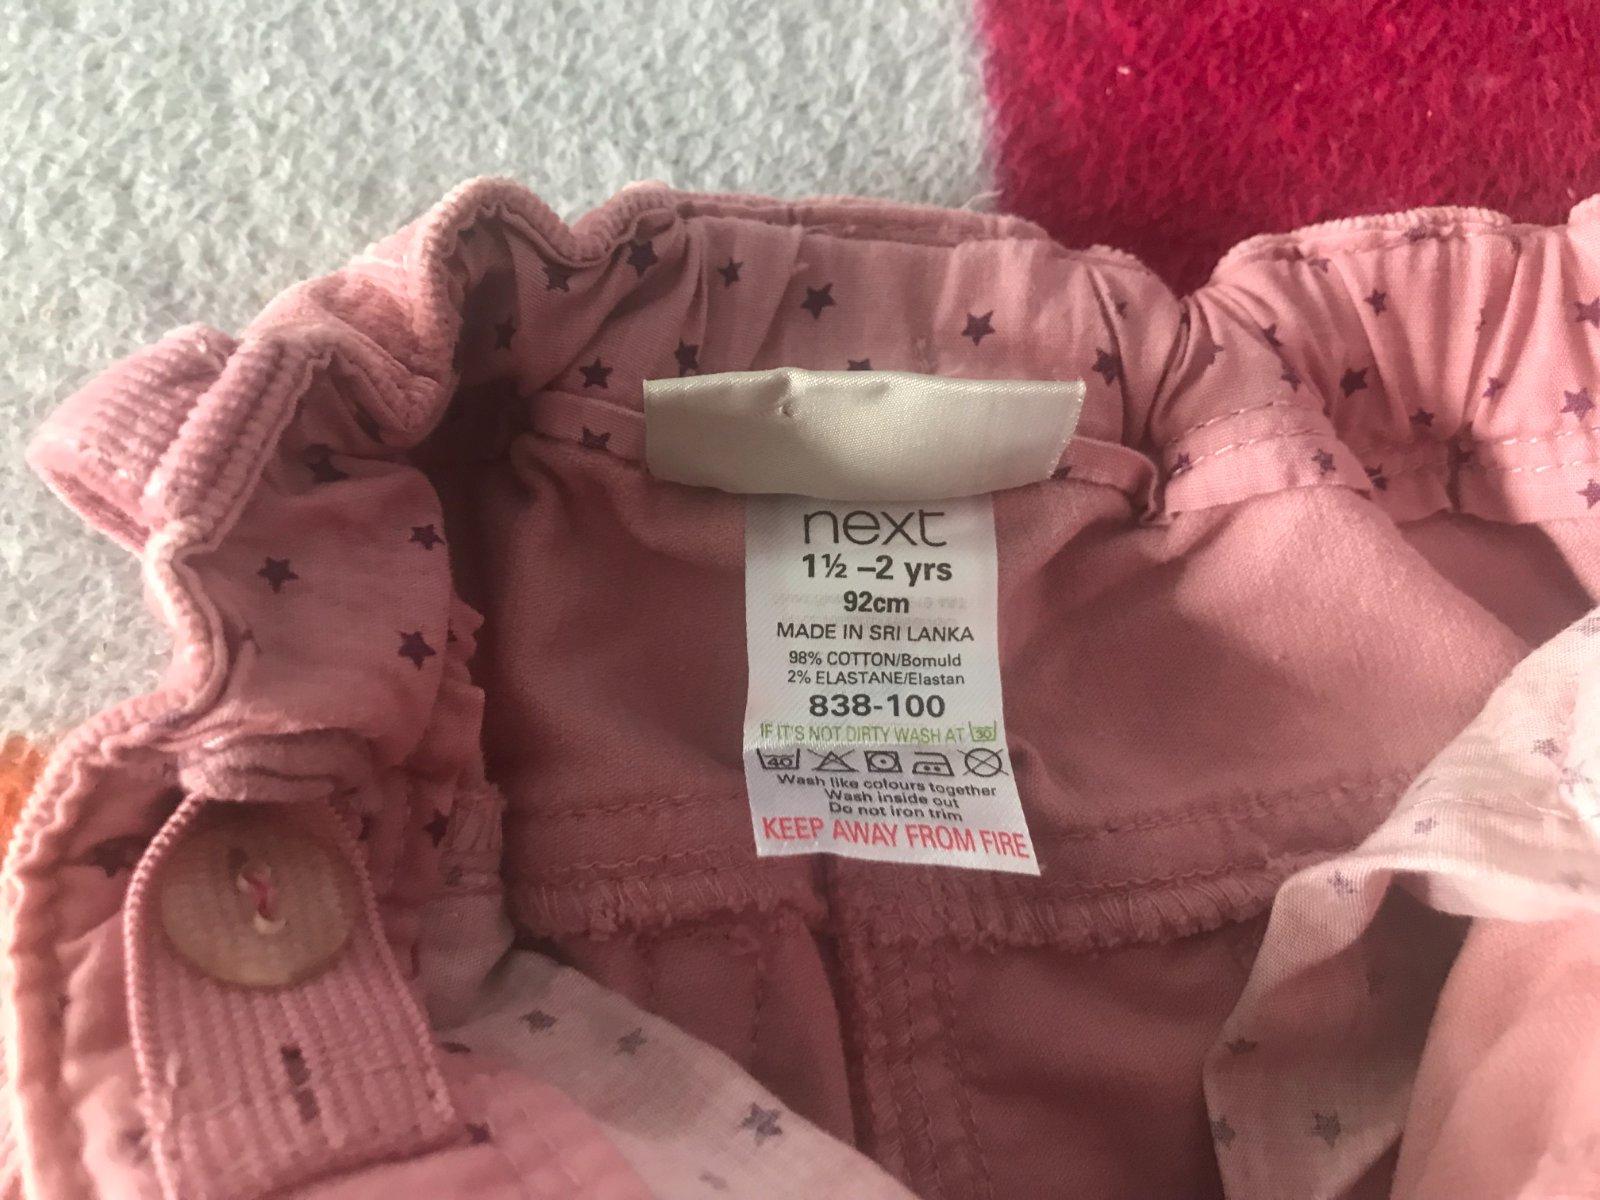 next
1½ –2 yrs
92cm
MADE IN SRI LANKA
98% COTTON/Bomuld
2% ELASTANE/Elastan
838-100
IF IT'S NOT DIRTY WASH AT 30
40
Wash like colours together
Wash inside out
Do not iron trim
KEEP AWAY FROM FIRE